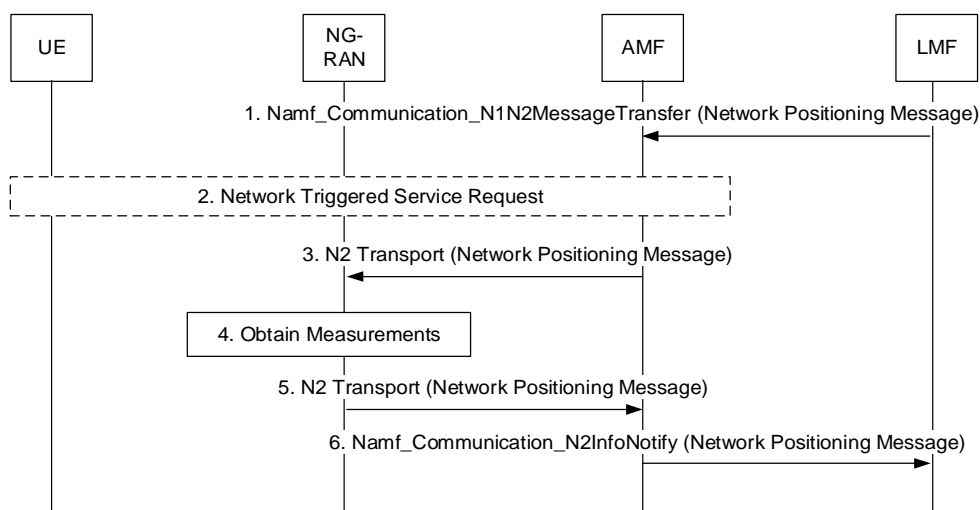 UE
NG-
RAN
AMF
LMF
1. Namf_Communication_N1N2MessageTransfer (Network Positioning Message)
2. Network Triggered Service Request
3. N2 Transport (Network Positioning Message)
4. Obtain Measurements
5. N2 Transport (Network Positioning Message)
6. Namf_Communication_N2InfoNotify (Network Positioning Message)